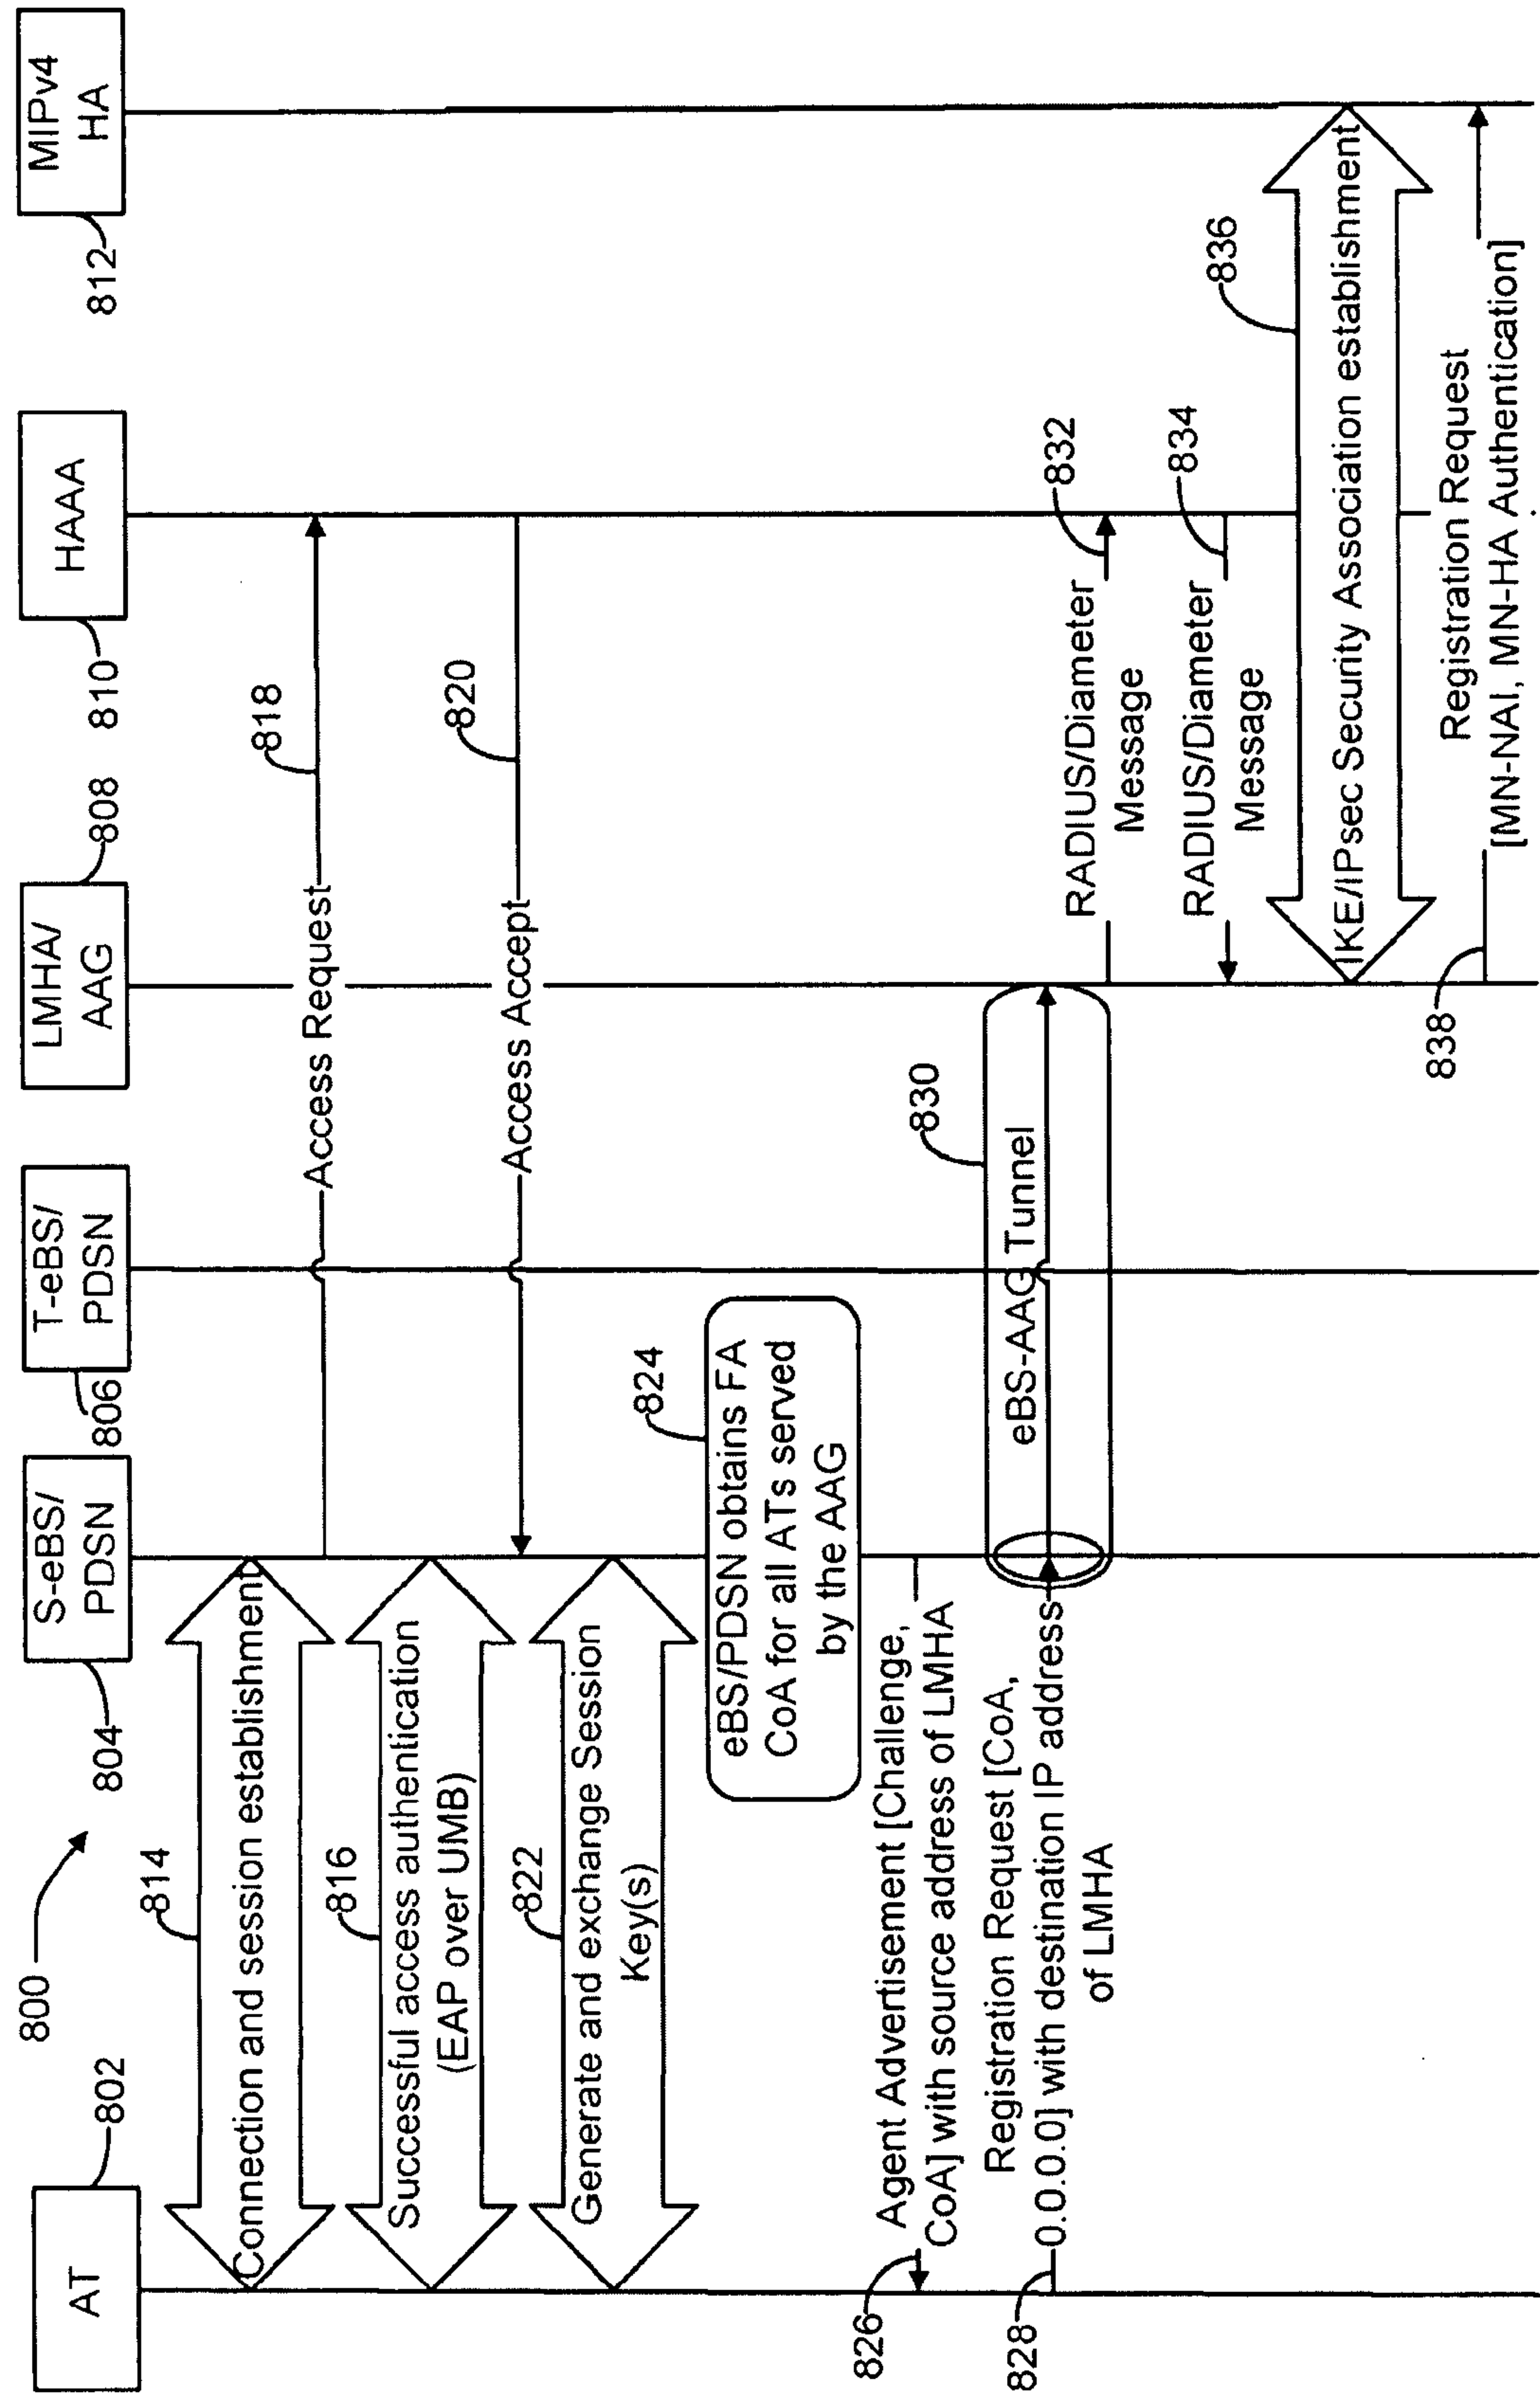 800
AT
802
S-eBS/
PDSN
804
T-eBS/
PDSN
806
LMHA/
AAG
808
HAAA
810
MIPv4
HA
812
814
Connection and session establishment
818
Access Request
816
Successful access authentication
(EAP over UMB)
820
Access Accept
822
Generate and exchange Session
Key(s)
824
eBS/PDSN obtains FA
CoA for all ATs served
by the AAG
826
Agent Advertisement [Challenge,
CoA] with source address of LMHA
828
Registration Request [CoA,
0.0.0.0] with destination IP address
of LMHA
830
eBS-AAG Tunnel
832
RADIUS/Diameter
Message
834
RADIUS/Diameter
Message
836
IKE/IPsec Security Association establishment
838
Registration Request
[MN-NAI, MN-HA Authentication]